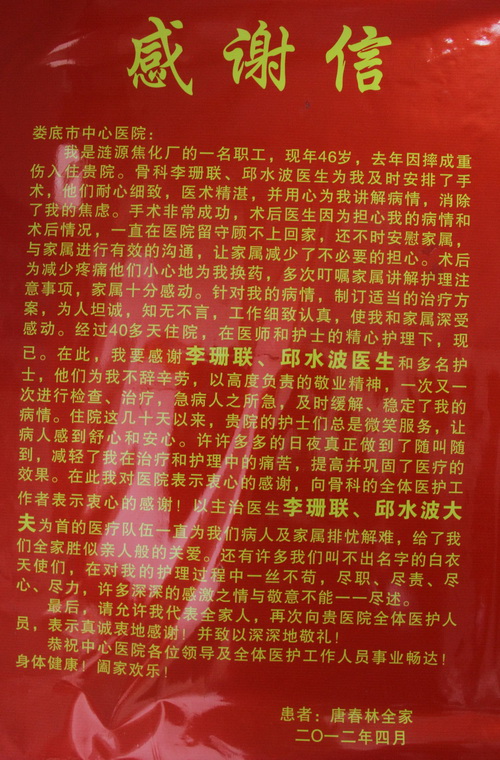 感谢信
娄底市中心医院：
我是涟源焦化厂的一名职工，现年46岁，去年因摔成重
伤入住贵院。骨科李珊联、邱水波医生为我及时安排了手
术，他们耐心细致，医术精湛，并用心为我讲解病情，消除
了我的焦虑。手术非常成功，术后医生因为担心我的病情和
术后情况，一直在医院留守顾不上回家，还不时安慰家属，
与家属进行有效的沟通，让家属减少了不必要的担心。术后
为减少疼痛他们小心地为我换药，多次叮嘱家属讲解护理注
意事项，家属十分感动。针对我的病情，制订适当的治疗方
案，为人坦诚，知无不言，工作细致认真，使我和家属深受
感动。经过40多天住院，在医师和护士的精心护理下，现
已。在此，我要感谢李珊联、邱水波医生和多名护
士，他们为我不辞辛劳，以高度负责的敬业精神，一次又一
次进行检查、治疗，急病人之所急，及时缓解、稳定了我的
病情。住院这几十天以来，贵院的护士们总是微笑服务，让
病人感到舒心和安心。许许多多的日夜真正做到了随叫随
到，减轻了我在治疗和护理中的痛苦，提高并巩固了医疗的
效果。在此我对医院表示衷心的感谢，向骨科的全体医护工
作者表示衷心的感谢！以主治医生李珊联、邱水波大
夫为首的医疗队伍一直为我们病人及家属排忧解难，给了我
们全家胜似亲人般的关爱。还有许多我们叫不出名字的白衣
天使们，在对我的护理过程中一丝不苟，尽职、尽责、尽
心、尽力，许多深深的感激之情与敬意不能一一尽述。
最后，请允许我代表全家人，再次向贵医院全体医护人
员，表示真诚衷地感谢！并致以深深地敬礼！
恭祝中心医院各位领导及全体医护工作人员事业畅达！
身体健康！阖家欢乐！
患者：唐春林全家
二〇一二年四月